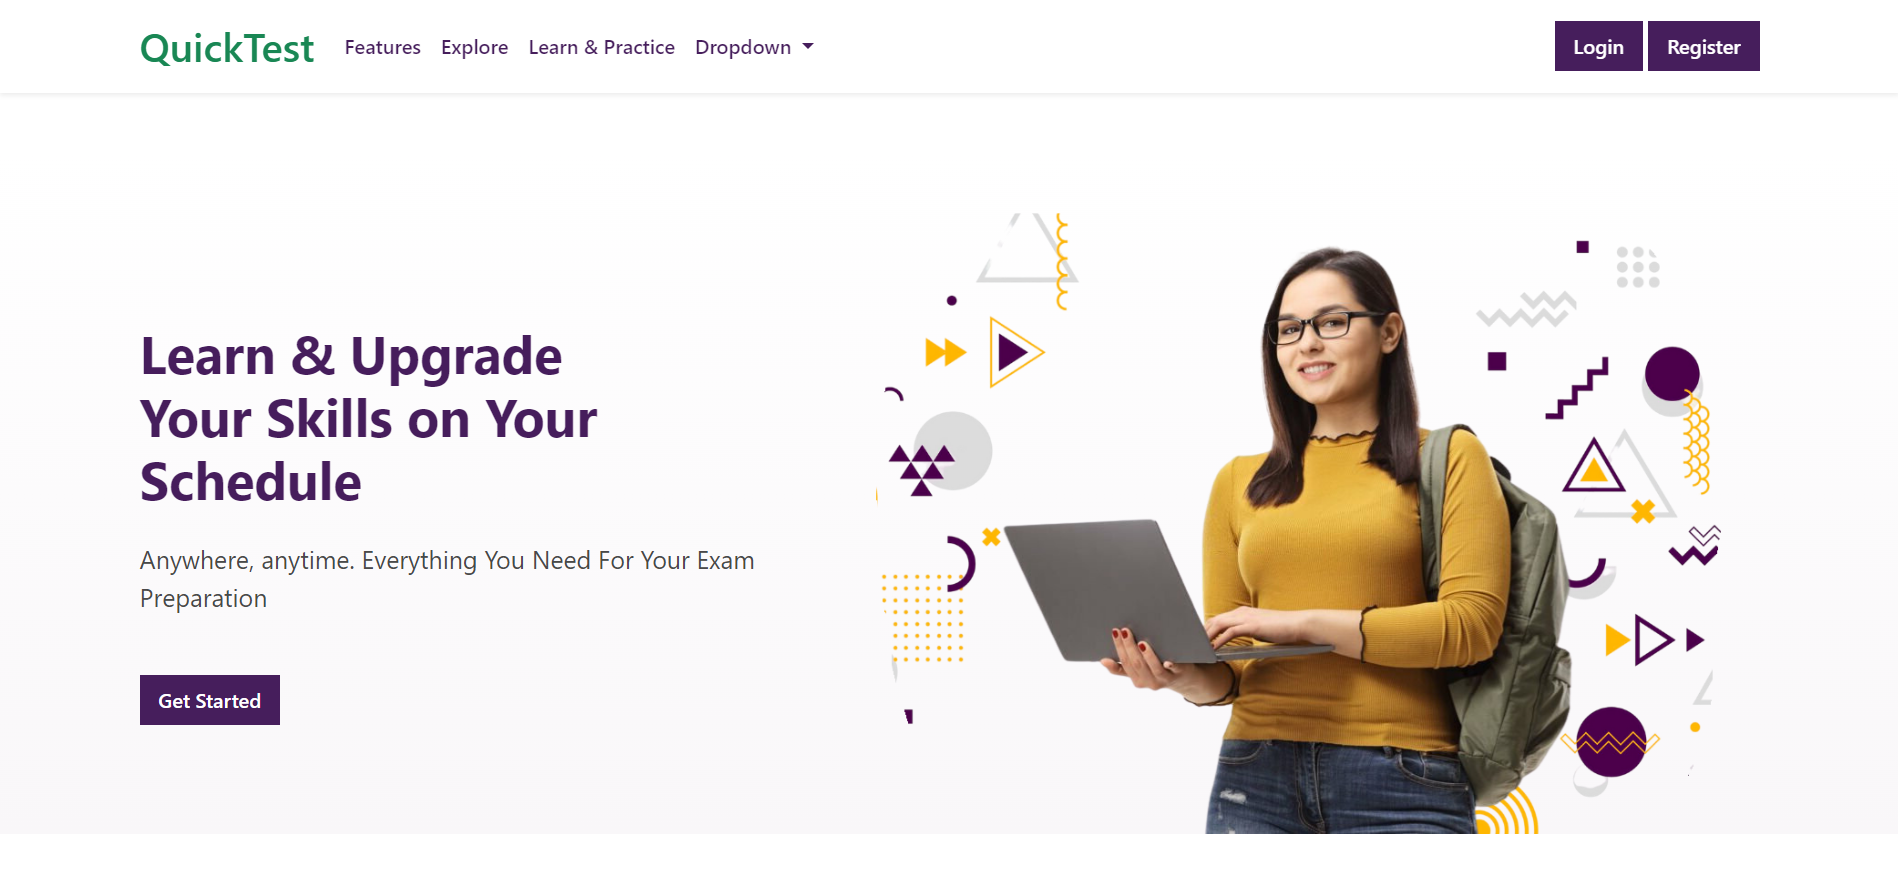 QuickTest Features Explore Learn & Practice Dropdown Login Register
Learn & Upgrade
Your Skills on Your
Schedule
Anywhere, anytime. Everything You Need For Your Exam
Preparation
Get Started